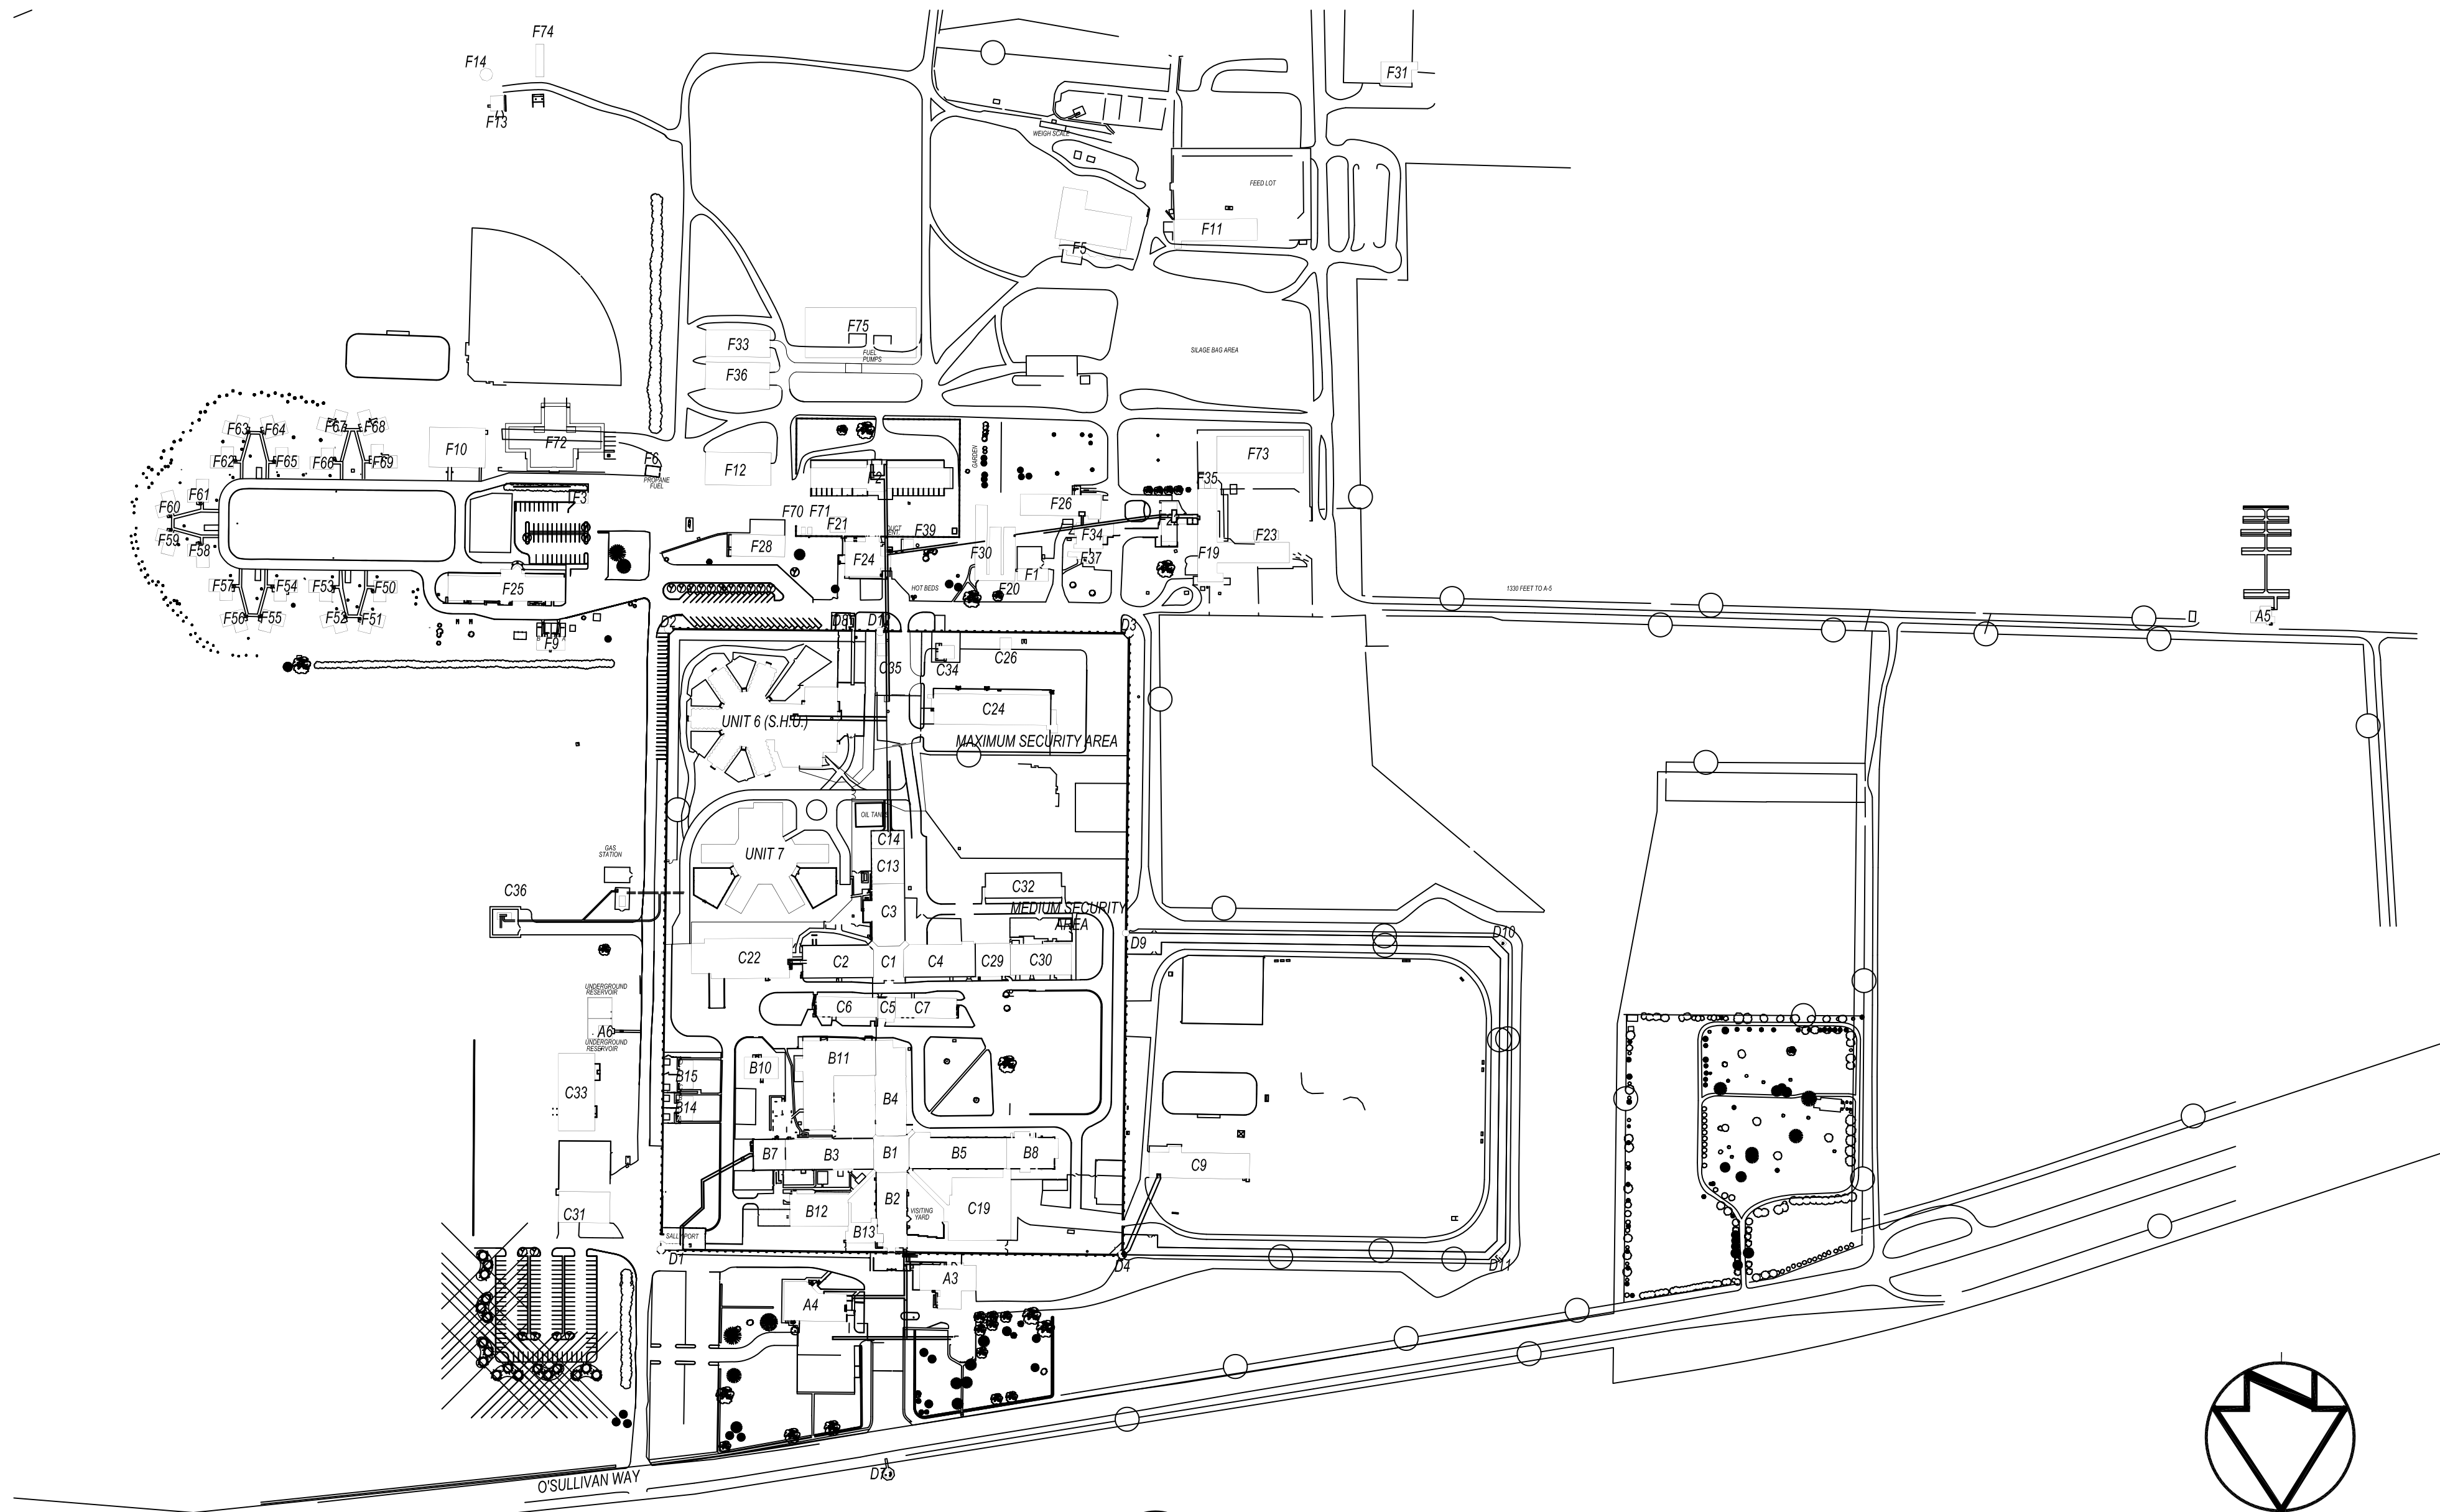 F74
F14
F31
F13
WEIGH SCALE
FEED LOT
F11
F5
F75
F33
FUEL
PUMPS
SILAGE BAG AREA
F36
F63
F64
F67
F68
F10
F72
F62
F65
F66
F69
F6
PROPANE
FUEL
F12
F2
GARDEN
F73
F35
F61
F60
F3
F59
F58
F70
F71
F21
F26
F22
F39
F34
F28
F24
F30
F37
F19
F23
F1
F57
F54
F53
F50
F25
HOT BEDS
F20
1330 FEET TO A-5
F56
F55
F52
F51
A5
D2
D8
D1
D3
F9
C35
C34
C26
UNIT 6 (S.H.U.)
C24
MAXIMUM SECURITY AREA
OIL TANKS
C14
GAS
STATION
UNIT 7
C13
C36
C32
C3
MEDIUM SECURITY
AREA
D9
D10
C22
C2
C1
C4
C29
C30
UNDERGROUND
RESERVOIR
C6
C5
C7
A6
UNDERGROUND
RESERVOIR
B11
B10
B15
C33
B14
B4
B7
B3
B1
B5
B8
C9
B2
B12
C19
C31
VISITING
YARD
B13
SALLYPORT
D1
D4
D11
A3
A4
D7
O'SULLIVAN WAY
N